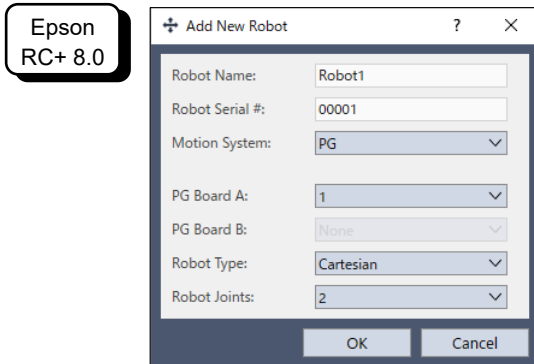 Epson
RC+ 8.0
Add New Robot
Robot Name: Robot1
Robot Serial #: 00001
Motion System: PG
PG Board A: 1
PG Board B: None
Robot Type: Cartesian
Robot Joints: 2
OK Cancel